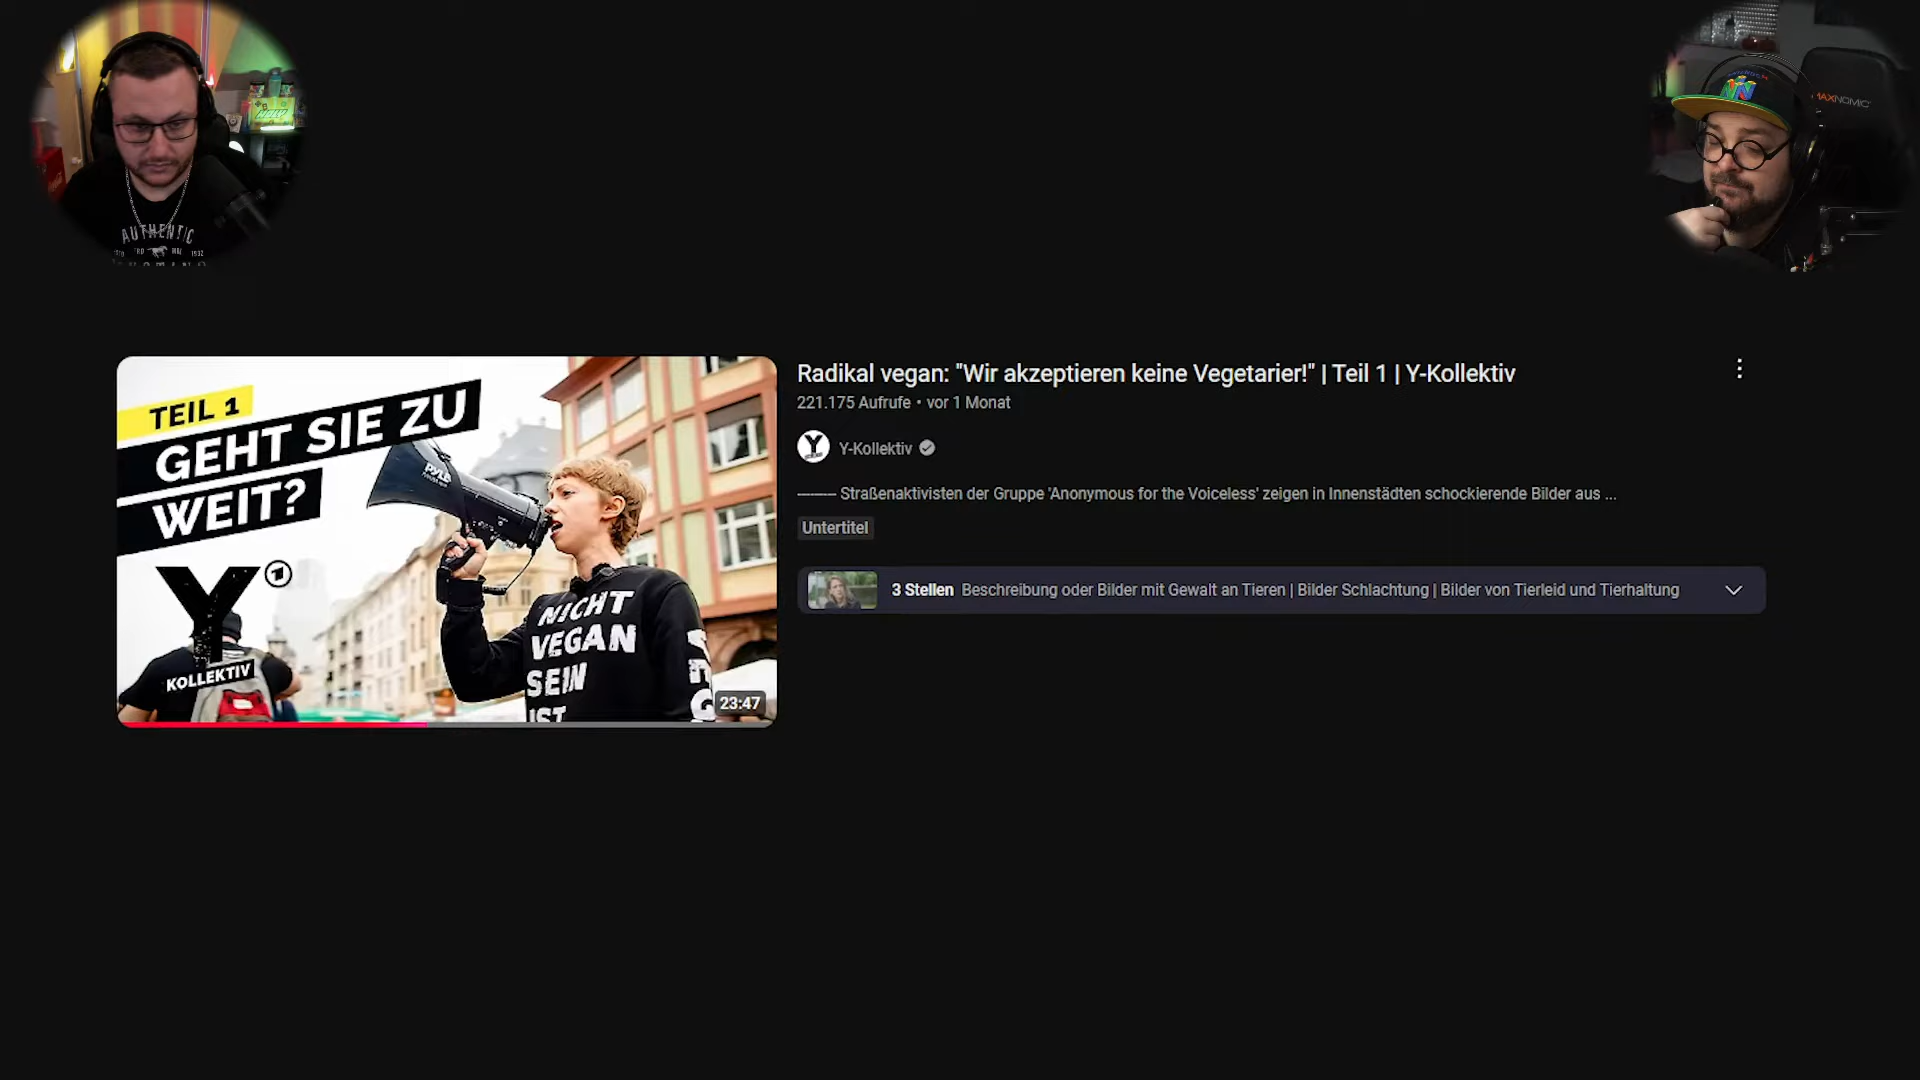 AUTHENTIC
MAXNOMIC
TEIL 1
GEHT SIE ZU
WEIT?
PYLE
NICHT
VEGAN
SEIN
IST
Y
KOLLEKTIV
23:47
Radikal vegan: "Wir akzeptieren keine Vegetarier!" | Teil 1 | Y-Kollektiv
221.175 Aufrufe • vor 1 Monat
Y-Kollektiv
——— Straßenaktivisten der Gruppe 'Anonymous for the Voiceless' zeigen in Innenstädten schockierende Bilder aus ...
Untertitel
3 Stellen Beschreibung oder Bilder mit Gewalt an Tieren | Bilder Schlachtung | Bilder von Tierleid und Tierhaltung